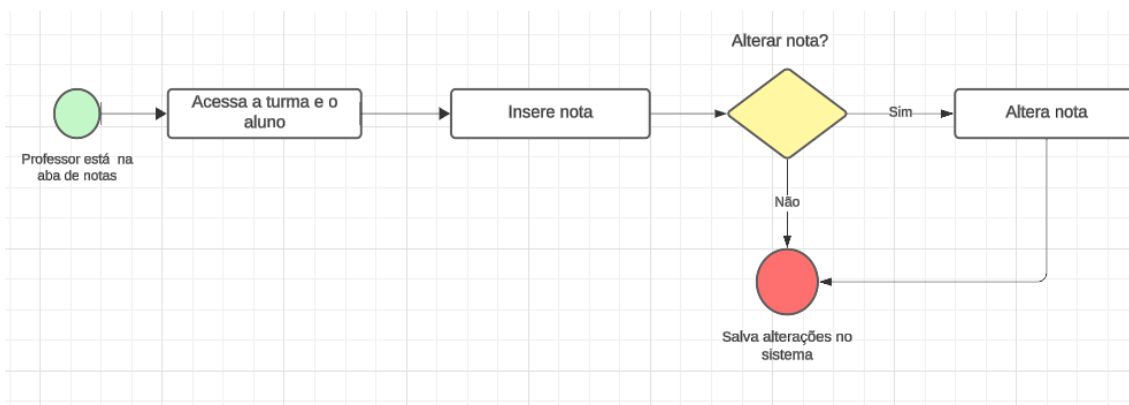 Alterar nota?
Acessa a turma e o
aluno
Insere nota
Sim
Altera nota
Professor está na
aba de notas
Não
Salva alterações no
sistema